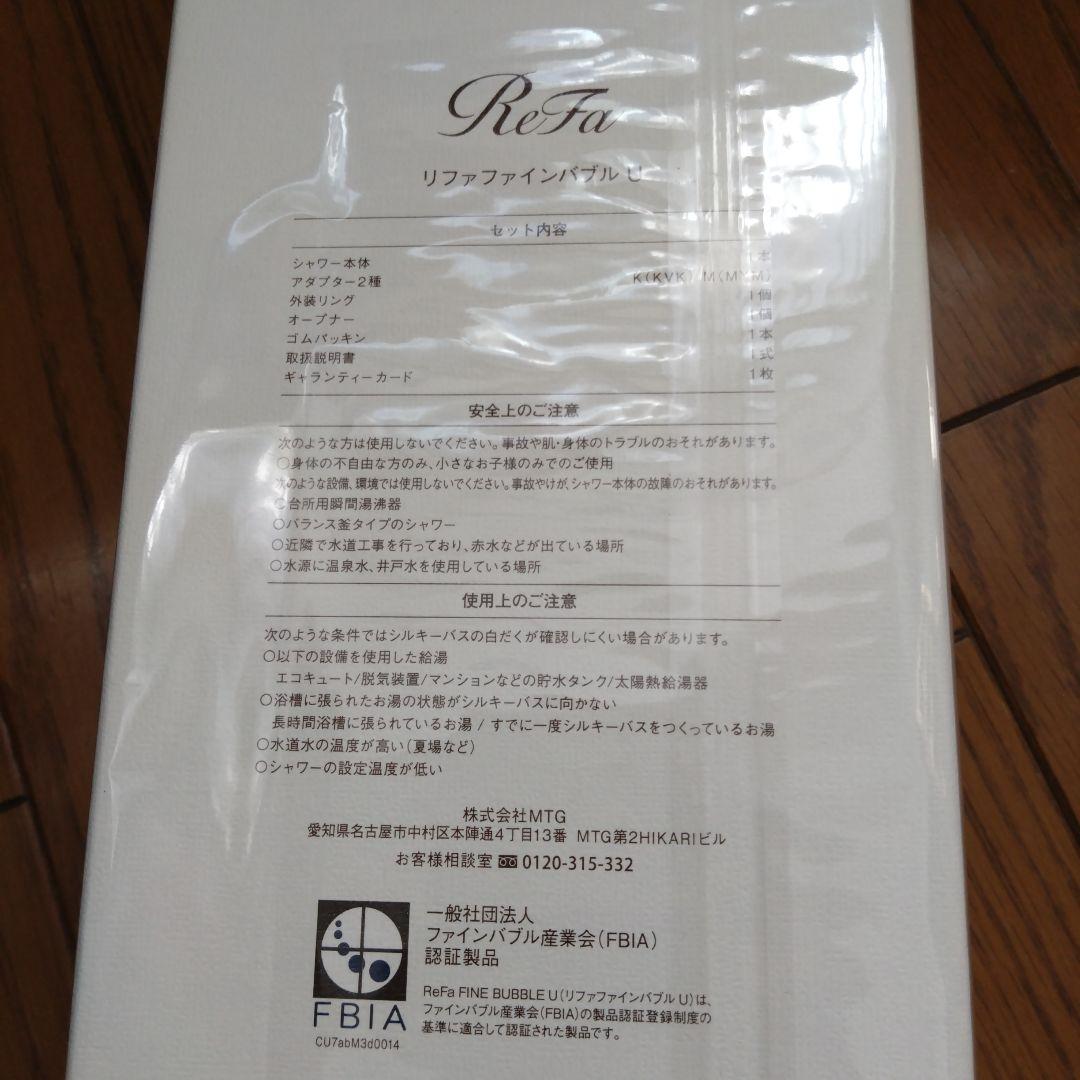 ReFa
リファファインバブル U
セット内容
シャワー本体 本
アダプター2種 K(KVK) M(MYM)
外装リング 1個
オープナー 1個
ゴムパッキン 1本
取扱説明書 1式
ギャランティーカード 1枚
安全上のご注意
次のような方は使用しないでください。事故や肌・身体のトラブルのおそれがあります。
○身体の不自由な方のみ、小さなお子様のみでのご使用
次のような設備、環境では使用しないでください。事故やけが、シャワー本体の故障のおそれがあります。
○台所用瞬間湯沸器
○バランス釜タイプのシャワー
○近隣で水道工事を行っており、赤水などが出ている場所
○水源に温泉水、井戸水を使用している場所
使用上のご注意
次のような条件ではシルキーバスの白だくが確認しにくい場合があります。
○以下の設備を使用した給湯
エコキュート/脱気装置/マンションなどの貯水タンク/太陽熱給湯器
○浴槽に張られたお湯の状態がシルキーバスに向かない
長時間浴槽に張られているお湯 / すでに一度シルキーバスをつくっているお湯
○水道水の温度が高い(夏場など)
○シャワーの設定温度が低い
株式会社MTG
愛知県名古屋市中村区本陣通4丁目13番 MTG第2HIKARIビル
お客様相談室 0120-315-332
一般社団法人
ファインバブル産業会(FBIA)
認証製品
ReFa FINE BUBBLE U(リファファインバブル U)は、
ファインバブル産業会(FBIA)の製品認証登録制度の
基準に適合して認証された製品です。
FBIA
CU7abM3d0014